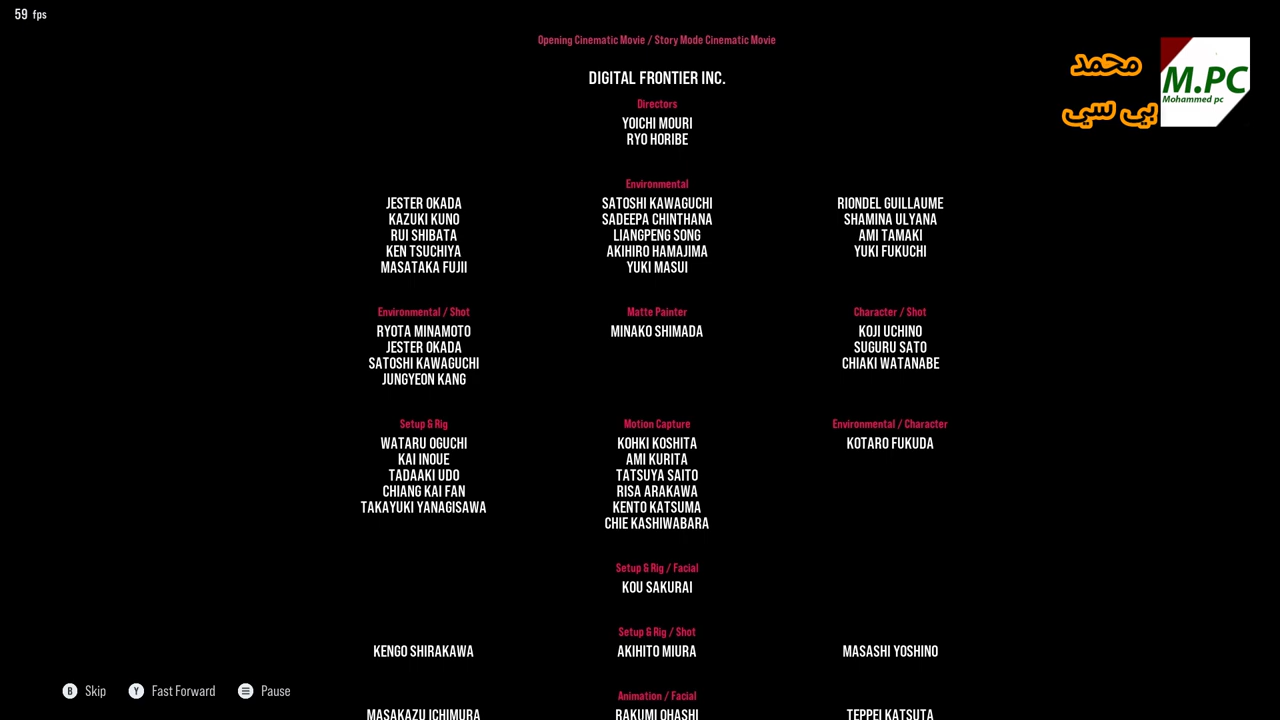 59 fps
Opening Cinematic Movie / Story Mode Cinematic Movie
محمد
بي سي
M.PC
Mohammed pc
DIGITAL FRONTIER INC.
Directors
YOICHI MOURI
RYO HORIBE
Environmental
JESTER OKADA SATOSHI KAWAGUCHI RIONDEL GUILLAUME
KAZUKI KUNO SADEEPA CHINTHANA SHAMINA ULYANA
RUI SHIBATA LIANGPENG SONG AMI TAMAKI
KEN TSUCHIYA AKIHIRO HAMAJIMA YUKI FUKUCHI
MASATAKA FUJII YUKI MASUI
Environmental / Shot Matte Painter Character / Shot
RYOTA MINAMOTO MINAKO SHIMADA KOJI UCHINO
JESTER OKADA SUGURU SATO
SATOSHI KAWAGUCHI CHIAKI WATANABE
JUNGYEON KANG
Setup & Rig Motion Capture Environmental / Character
WATARU OGUCHI KOHKI KOSHITA KOTARO FUKUDA
KAI INOUE AMI KURITA
TADAAKI UDO TATSUYA SAITO
CHIANG KAI FAN RISA ARAKAWA
TAKAYUKI YANAGISAWA KENTO KATSUMA
CHIE KASHIWABARA
Setup & Rig / Facial
KOU SAKURAI
Setup & Rig / Shot
KENGO SHIRAKAWA AKIHITO MIURA MASASHI YOSHINO
B Skip Y Fast Forward Pause
Animation / Facial
MASAKAZU ICHIMURA RAKUMI OHASHI TEPPEI KATSUTA